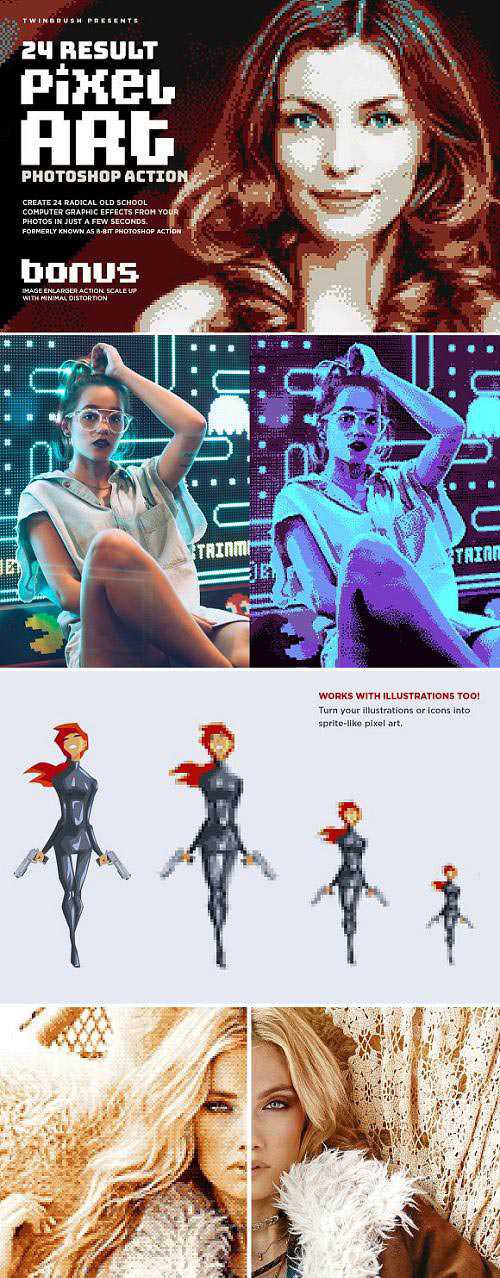 TWINBRUSH PRESENTS
24 RESULT
PIXEL
ART
PHOTOSHOP ACTION
CREATE 24 RADICAL OLD SCHOOL
COMPUTER GRAPHIC EFFECTS FROM YOUR
PHOTOS IN JUST A FEW SECONDS.
FORMERLY KNOWN AS 8-BIT PHOTOSHOP ACTION
bonus
IMAGE ENLARGER ACTION. SCALE UP
WITH MINIMAL DISTORTION
WORKS WITH ILLUSTRATIONS TOO!
Turn your illustrations or icons into
sprite-like pixel art.